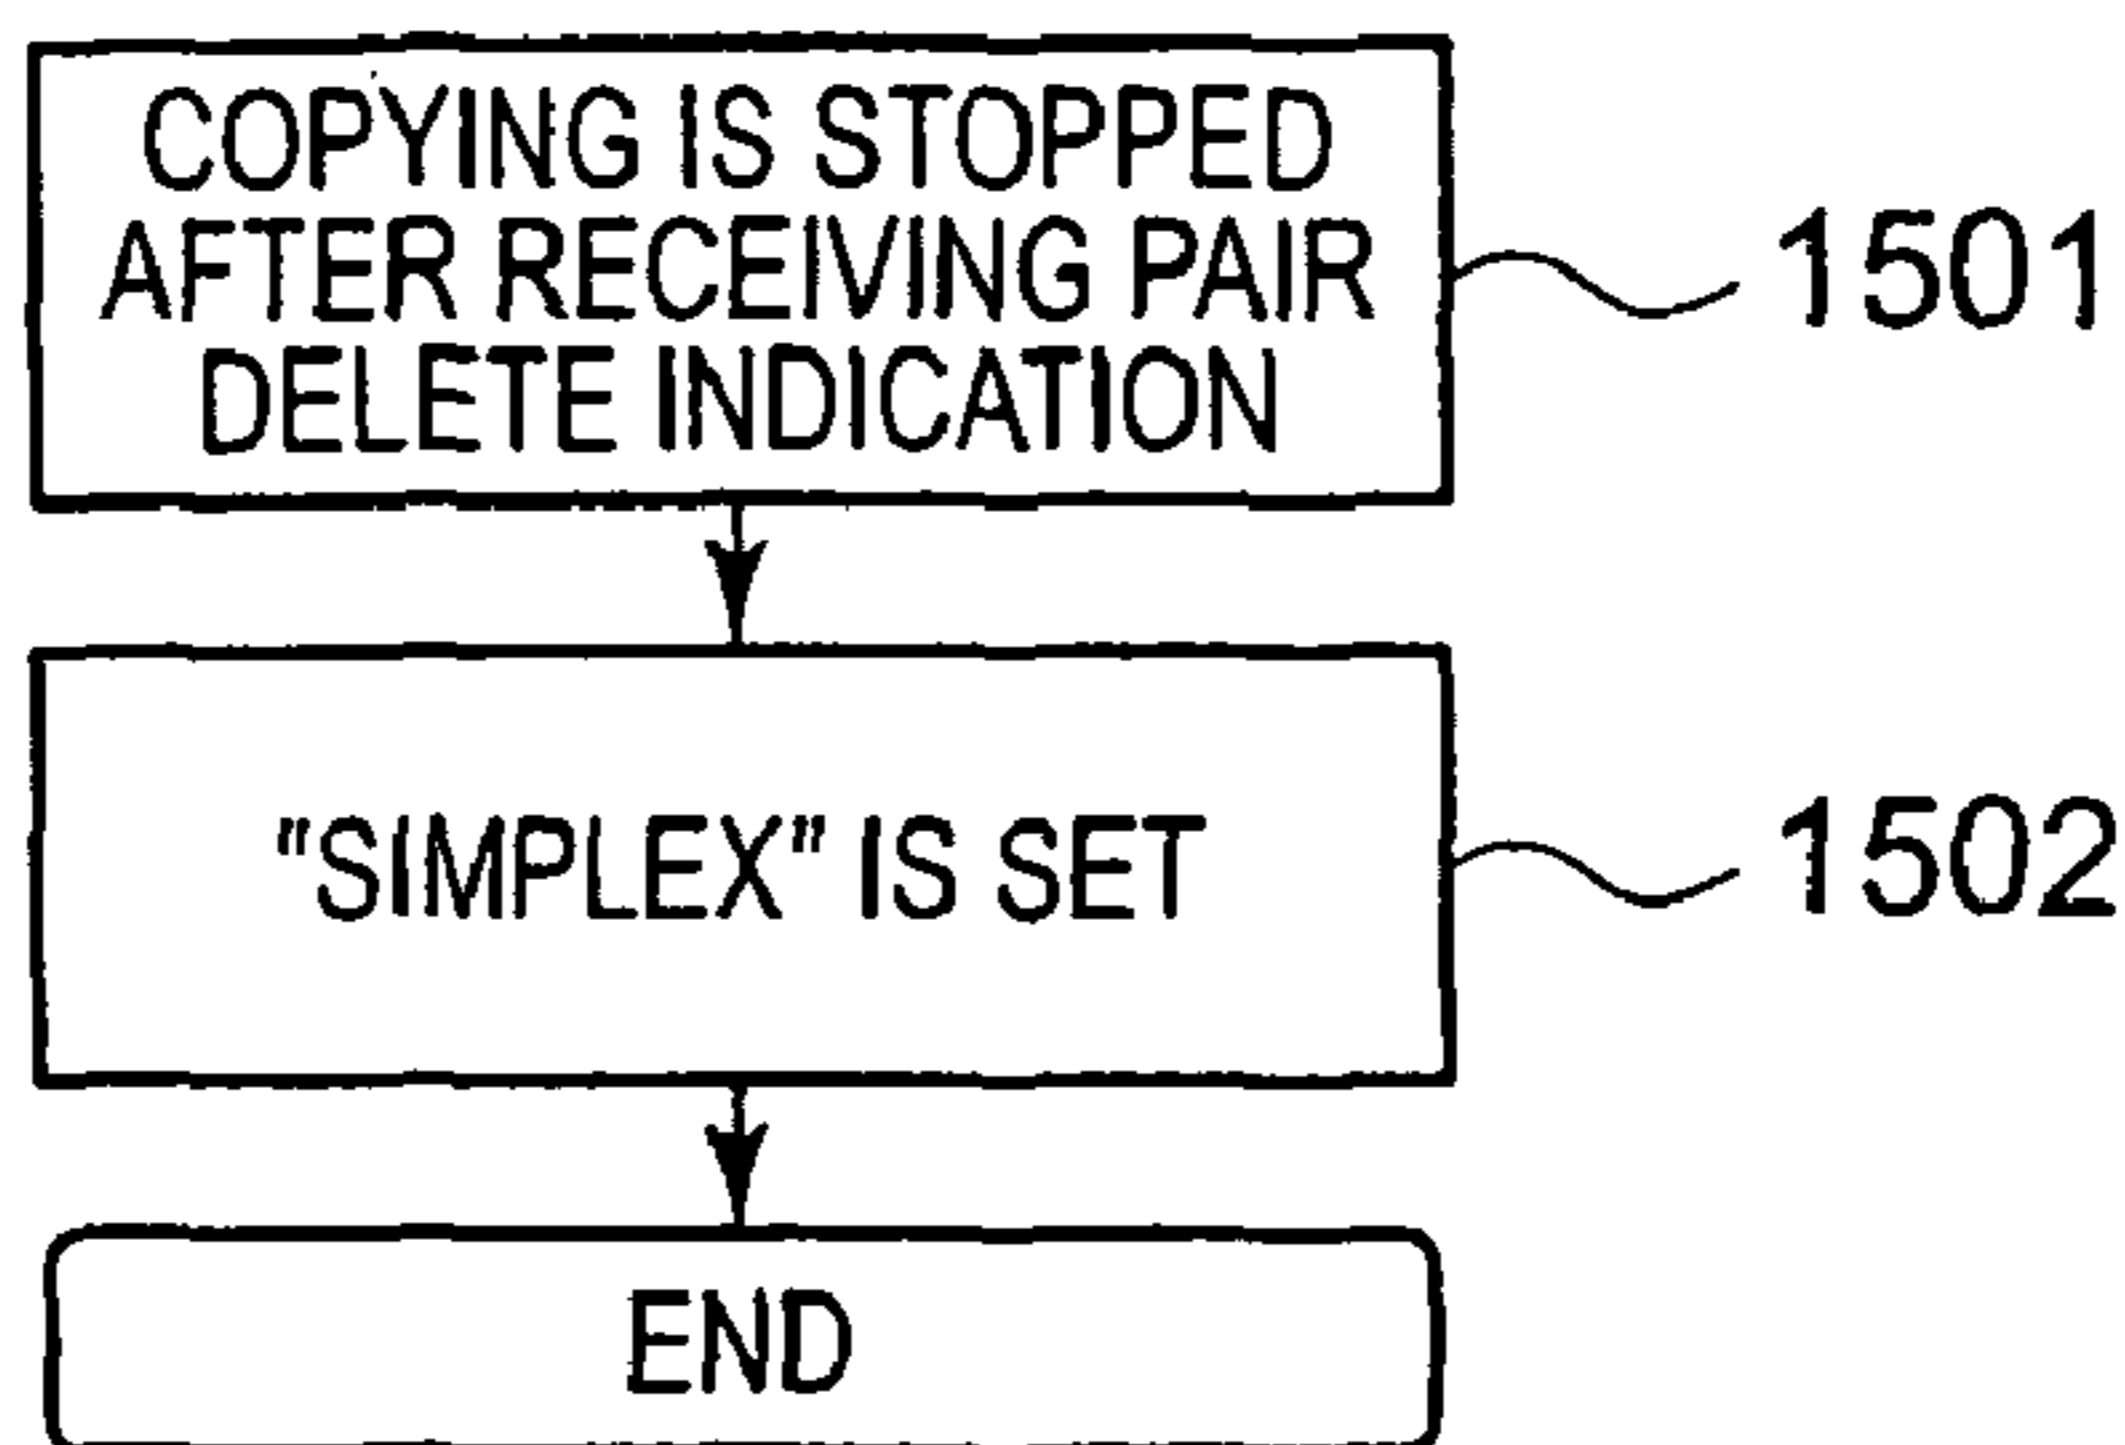 COPYING IS STOPPED
AFTER RECEIVING PAIR
DELETE INDICATION
1501
"SIMPLEX" IS SET
1502
END